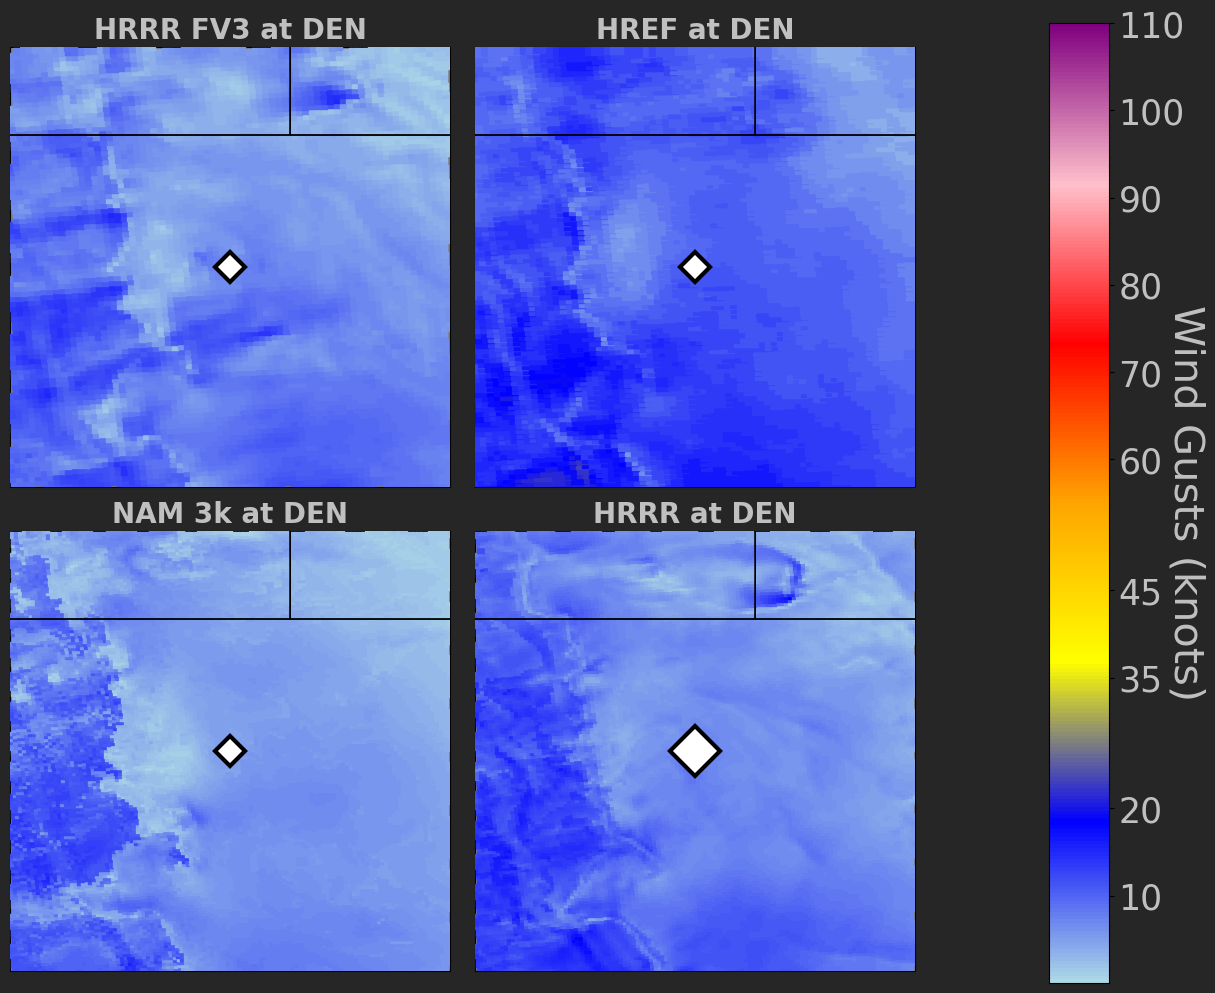 HRRR FV3 at DEN
HREF at DEN
NAM 3k at DEN
HRRR at DEN
110
100
90
80
70
60
45
35
20
10
Wind Gusts (knots)